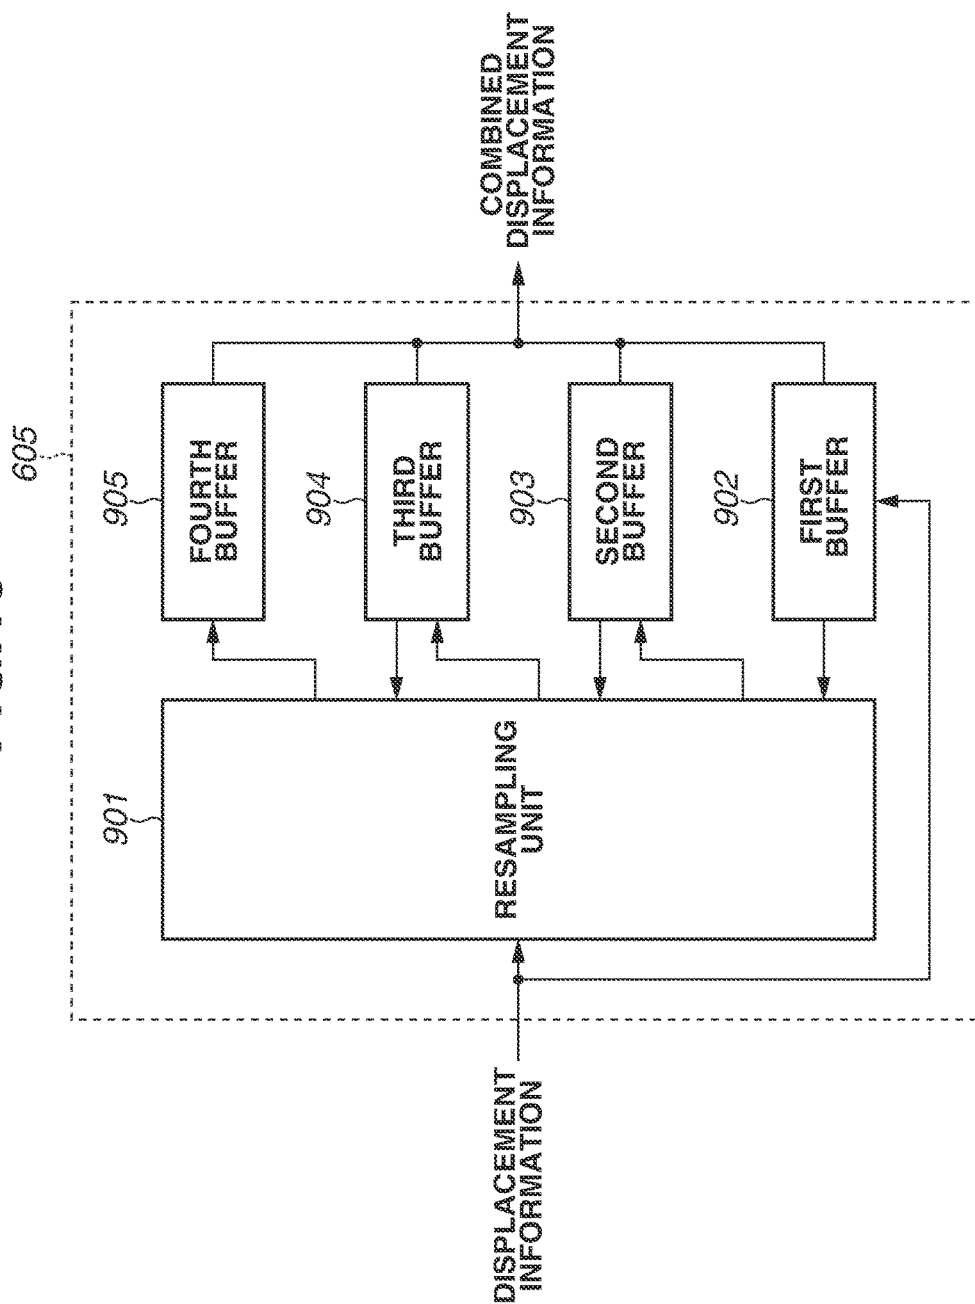 605
905
FOURTH
BUFFER
904
THIRD
BUFFER
903
SECOND
BUFFER
902
FIRST
BUFFER
901
RESAMPLING
UNIT
DISPLACEMENT
INFORMATION
COMBINED
DISPLACEMENT
INFORMATION